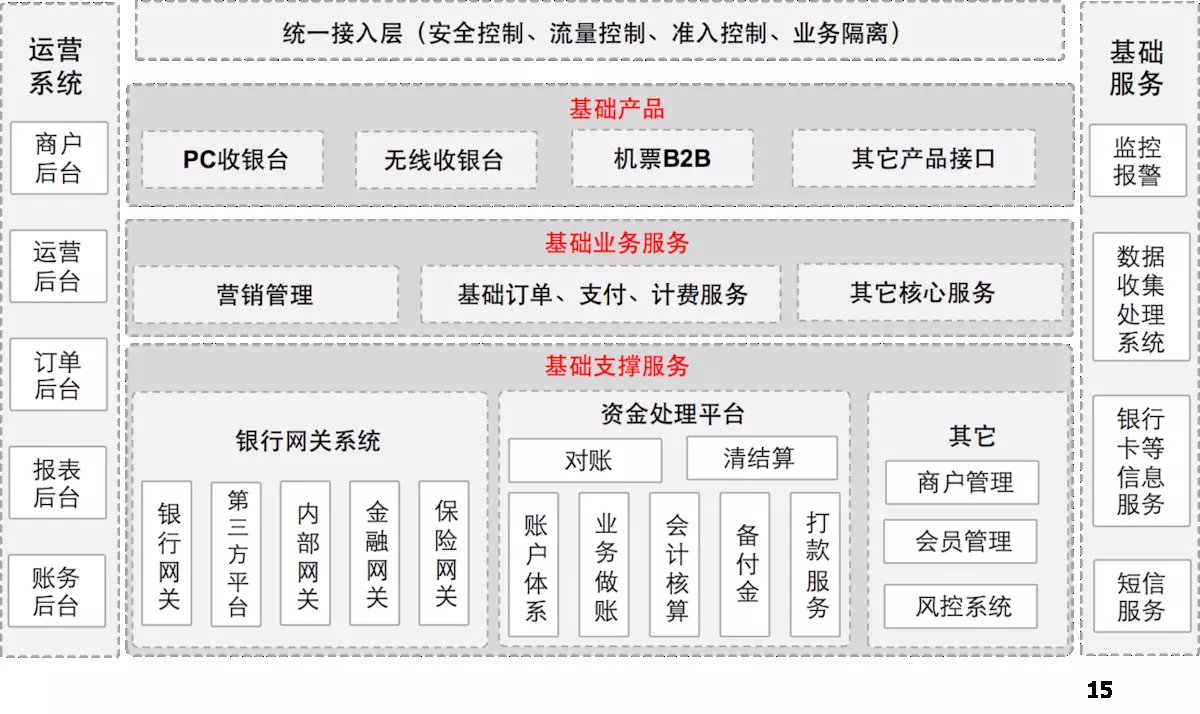 运营
系统
商户
后台
运营
后台
订单
后台
报表
后台
账务
后台
统一接入层（安全控制、流量控制、准入控制、业务隔离）
基础产品
PC收银台
无线收银台
机票B2B
其它产品接口
基础业务服务
营销管理
基础订单、支付、计费服务
其它核心服务
基础支撑服务
银行网关系统
银行网关
第三方平台
内部网关
金融网关
保险网关
资金处理平台
对账
清结算
账户体系
业务做账
会计核算
备付金
打款服务
其它
商户管理
会员管理
风控系统
基础
服务
监控
报警
数据
收集
处理
系统
银行
卡等
信息
服务
短信
服务
15